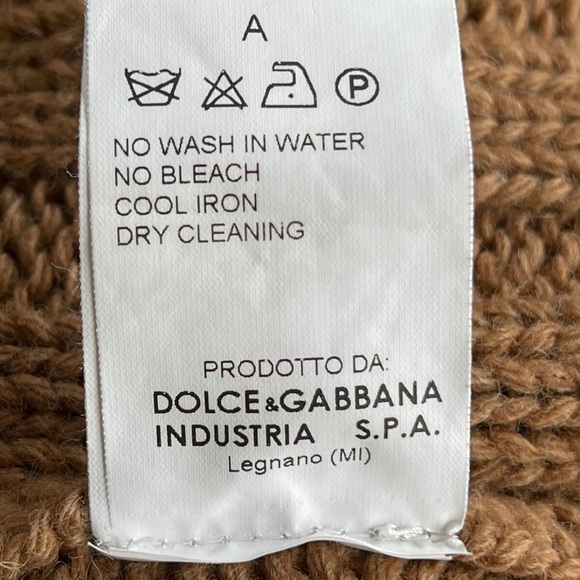 A
P
NO WASH IN WATER
NO BLEACH
COOL IRON
DRY CLEANING
PRODOTTO DA:
DOLCE&GABBANA
INDUSTRIA S.P.A.
Legnano (MI)